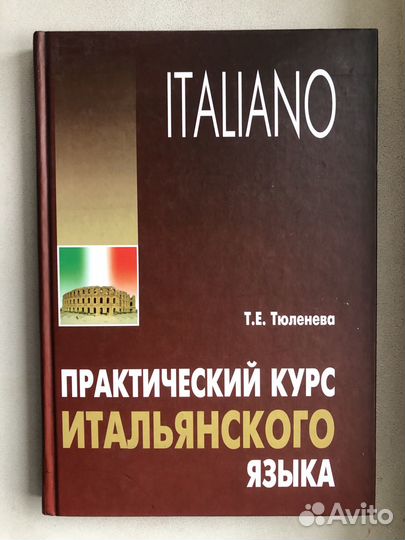 ITALIANO
Т.Е. Тюленева
ПРАКТИЧЕСКИЙ КУРС
ИТАЛЬЯНСКОГО
ЯЗЫКА
Avito